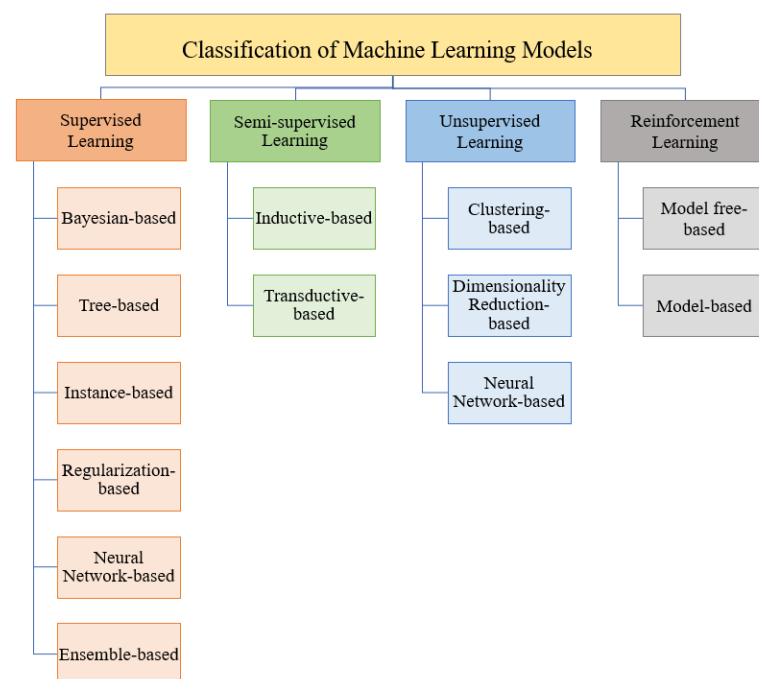 Classification of Machine Learning Models
Supervised
Learning
Bayesian-based
Tree-based
Instance-based
Regularization-
based
Neural
Network-based
Ensemble-based
Semi-supervised
Learning
Inductive-based
Transductive-
based
Unsupervised
Learning
Clustering-
based
Dimensionality
Reduction-
based
Neural
Network-based
Reinforcement
Learning
Model free-
based
Model-based